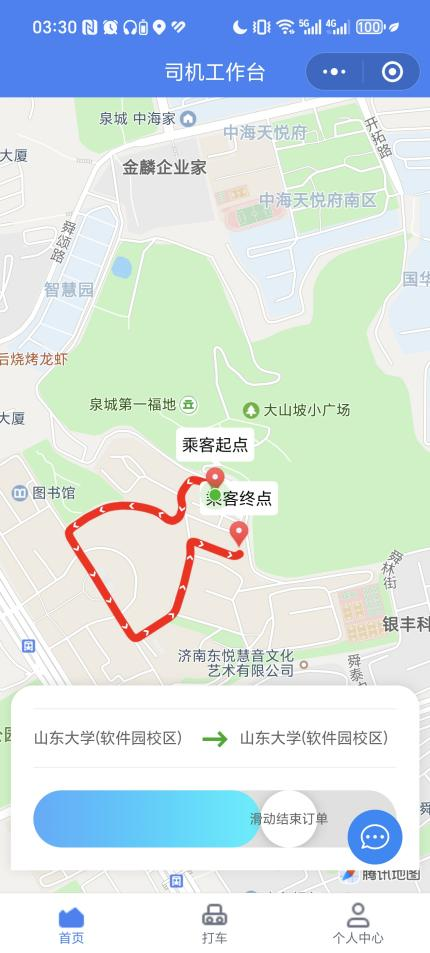 03:30
5G
4G
100
司机工作台
泉城 中海家
中海天悦府
开拓路
大厦
金麟企业家
中海天悦府南区
舜颂路
智慧园
国华
后烧烤龙虾
泉城第一福地
大山坡小广场
大厦
乘客起点
图书馆
乘客终点
舜林街
银丰科
济南东悦慧音文化
艺术有限公司
舜泰
山东大学(软件园校区)
山东大学(软件园校区)
滑动结束订单
腾讯地图
首页
打车
个人中心